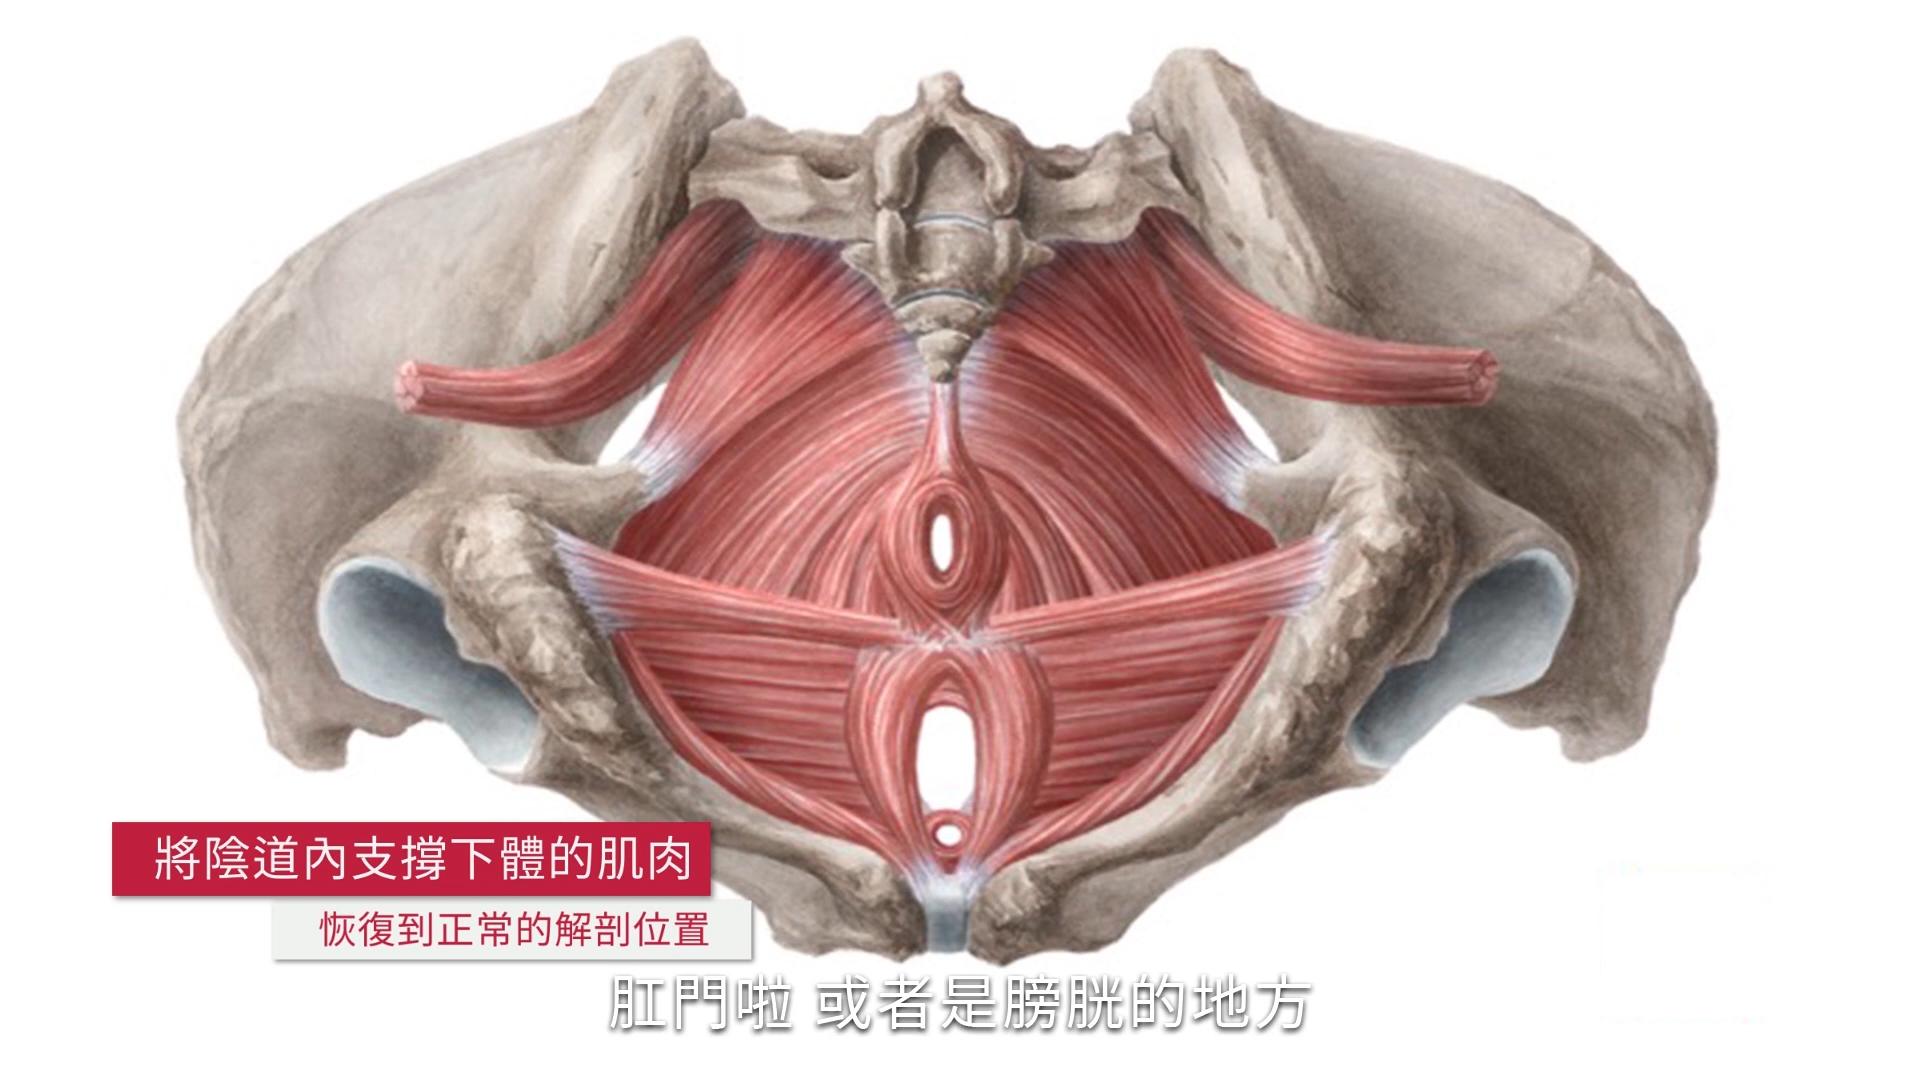 將陰道內支撐下體的肌肉
恢復到正常的解剖位置
肛門啦 或者是膀胱的地方